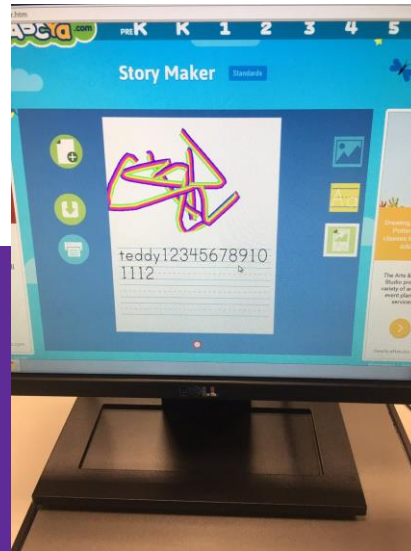 ABCya.com
PRE K K 1 2 3 4 5
Story Maker Standards
teddy12345678910
1112
DELL